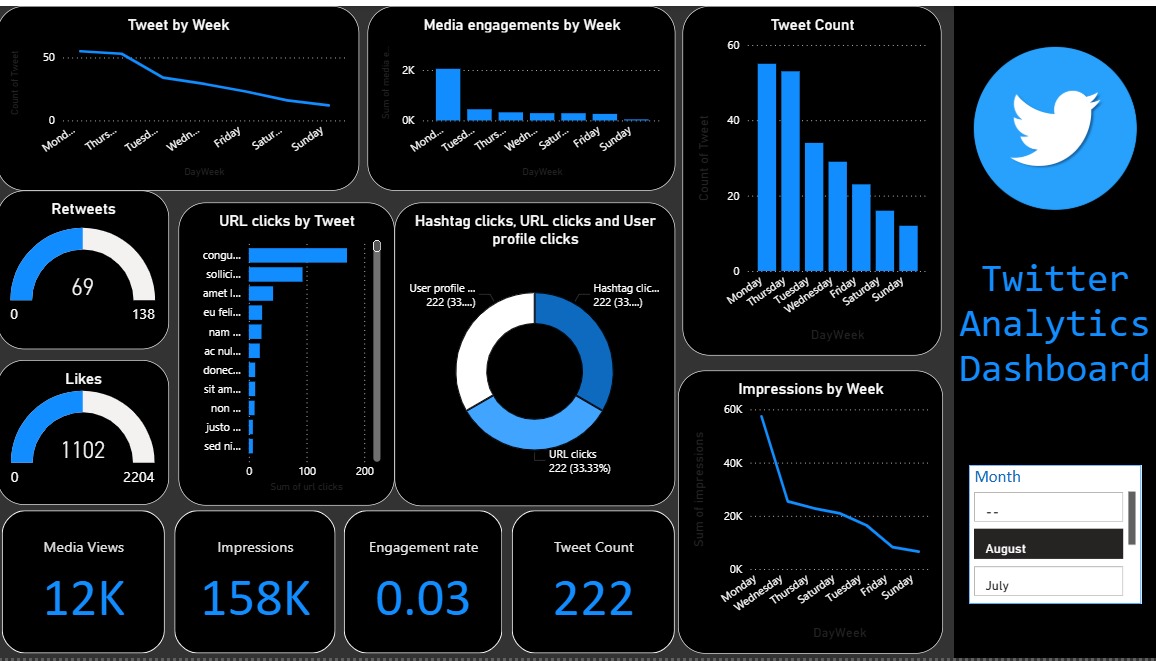 Tweet by Week
Count of Tweet
50
0
Mond...
Thurs...
Tuesd...
Wedn...
Friday
Satur...
Sunday
DayWeek
Media engagements by Week
Sum of media e...
2K
0K
Mond...
Tuesd...
Thurs...
Wedn...
Satur...
Friday
Sunday
DayWeek
Tweet Count
Count of Tweet
60
40
20
0
Monday
Thursday
Tuesday
Wednesday
Friday
Saturday
Sunday
DayWeek
Twitter
Analytics
Dashboard
Retweets
69
0
138
Likes
1102
0
2204
URL clicks by Tweet
congu...
sollici...
amet l...
eu feli...
nam ...
ac nul...
donec...
sit am...
non ...
justo ...
sed ni...
0
100
200
Sum of url clicks
Hashtag clicks, URL clicks and User
profile clicks
User profile ...
222 (33....)
Hashtag clic...
222 (33....)
URL clicks
222 (33.33%)
Impressions by Week
Sum of impressions
60K
40K
20K
0K
Monday
Wednesday
Thursday
Saturday
Tuesday
Friday
Sunday
DayWeek
Month
--
August
July
Media Views
12K
Impressions
158K
Engagement rate
0.03
Tweet Count
222